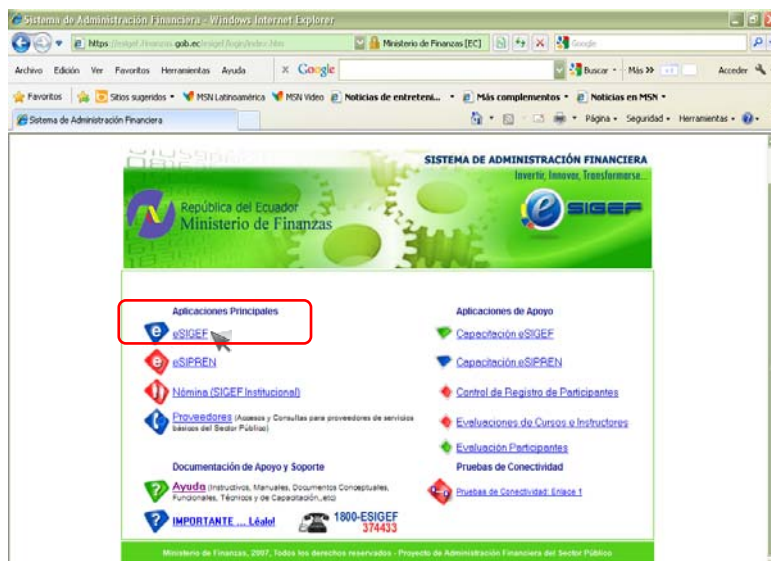 Sistema de Administración Financiera - Windows Internet Explorer
https://esigef.finanzas.gob.ec/esigef/login/index.htm
Ministerio de Finanzas [EC]
Google
Archivo Edición Ver Favoritos Herramientas Ayuda
Google
Buscar
Más >>
Acceder
Favoritos
Sitios sugeridos
MSN Latinoamérica
MSN Video
Noticias de entreteni...
Más complementos
Noticias en MSN
Sistema de Administración Financiera
Página
Seguridad
Herramientas
SISTEMA DE ADMINISTRACIÓN FINANCIERA
Invertir, Innovar, Transformarse...
República del Ecuador
Ministerio de Finanzas
e SIGEF
Aplicaciones Principales
eSIGEF
eSIPREN
Nómina (SIGEF Institucional)
Proveedores (Accesos y Consultas para proveedores de servicios
básicos del Sector Público)
Aplicaciones de Apoyo
Capacitación eSIGEF
Capacitación eSIPREN
Control de Registro de Participantes
Evaluaciones de Cursos e Instructores
Evaluación Participantes
Documentación de Apoyo y Soporte
Ayuda (Instructivos, Manuales, Documentos Conceptuales,
Funcionales, Técnicos y de Capacitación.,etc)
IMPORTANTE ... Léalo!
1800-ESIGEF
374433
Pruebas de Conectividad
Pruebas de Conectividad: Enlace 1
Ministerio de Finanzas, 2007, Todos los derechos reservados - Proyecto de Administración Financiera del Sector Público